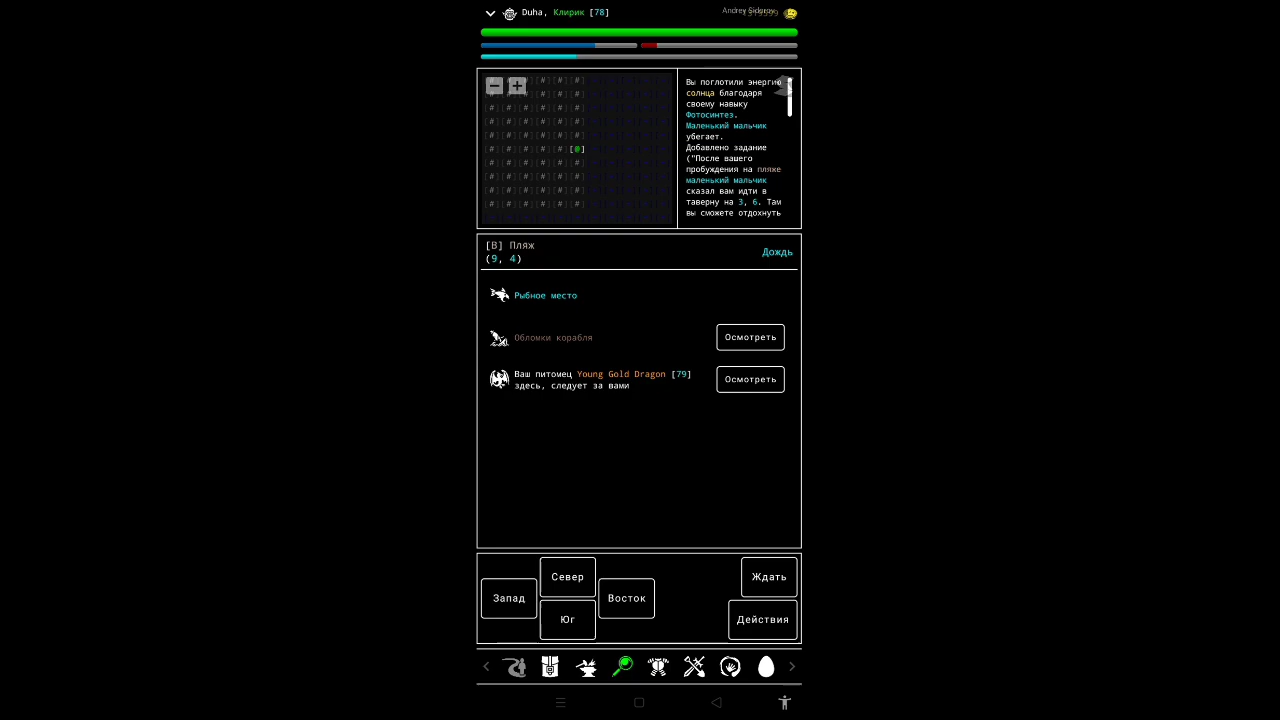 Duha, Клирик [78]
Andrey Sidorov
− +
Вы поглотили энергию
солнца благодаря
своему навыку
Фотосинтез.
Маленький мальчик
убегает.
Добавлено задание
("После вашего
пробуждения на пляже
маленький мальчик
сказал вам идти в
таверну на 3, 6. Там
вы сможете отдохнуть
[В] Пляж
(9, 4)
Дождь
Рыбное место
Обломки корабля
Осмотреть
Ваш питомец Young Gold Dragon [79]
здесь, следует за вами
Осмотреть
Север
Ждать
Запад
Восток
Юг
Действия